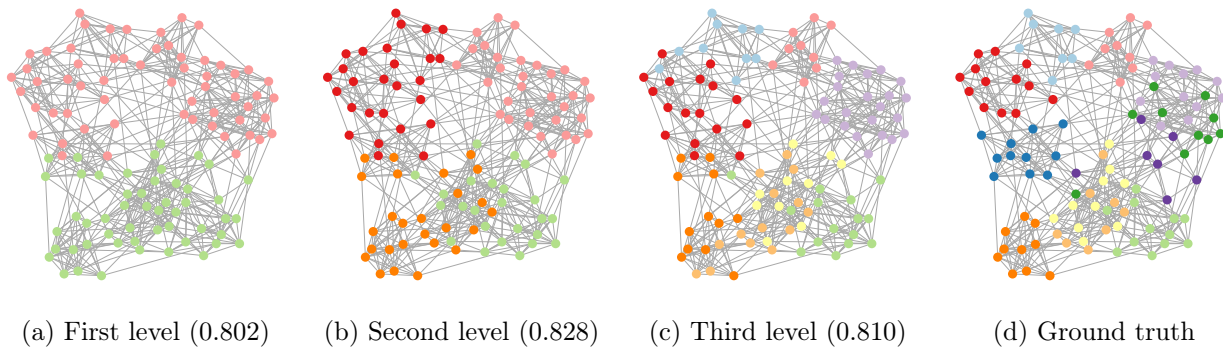 (a) First level (0.802)
(b) Second level (0.828)
(c) Third level (0.810)
(d) Ground truth